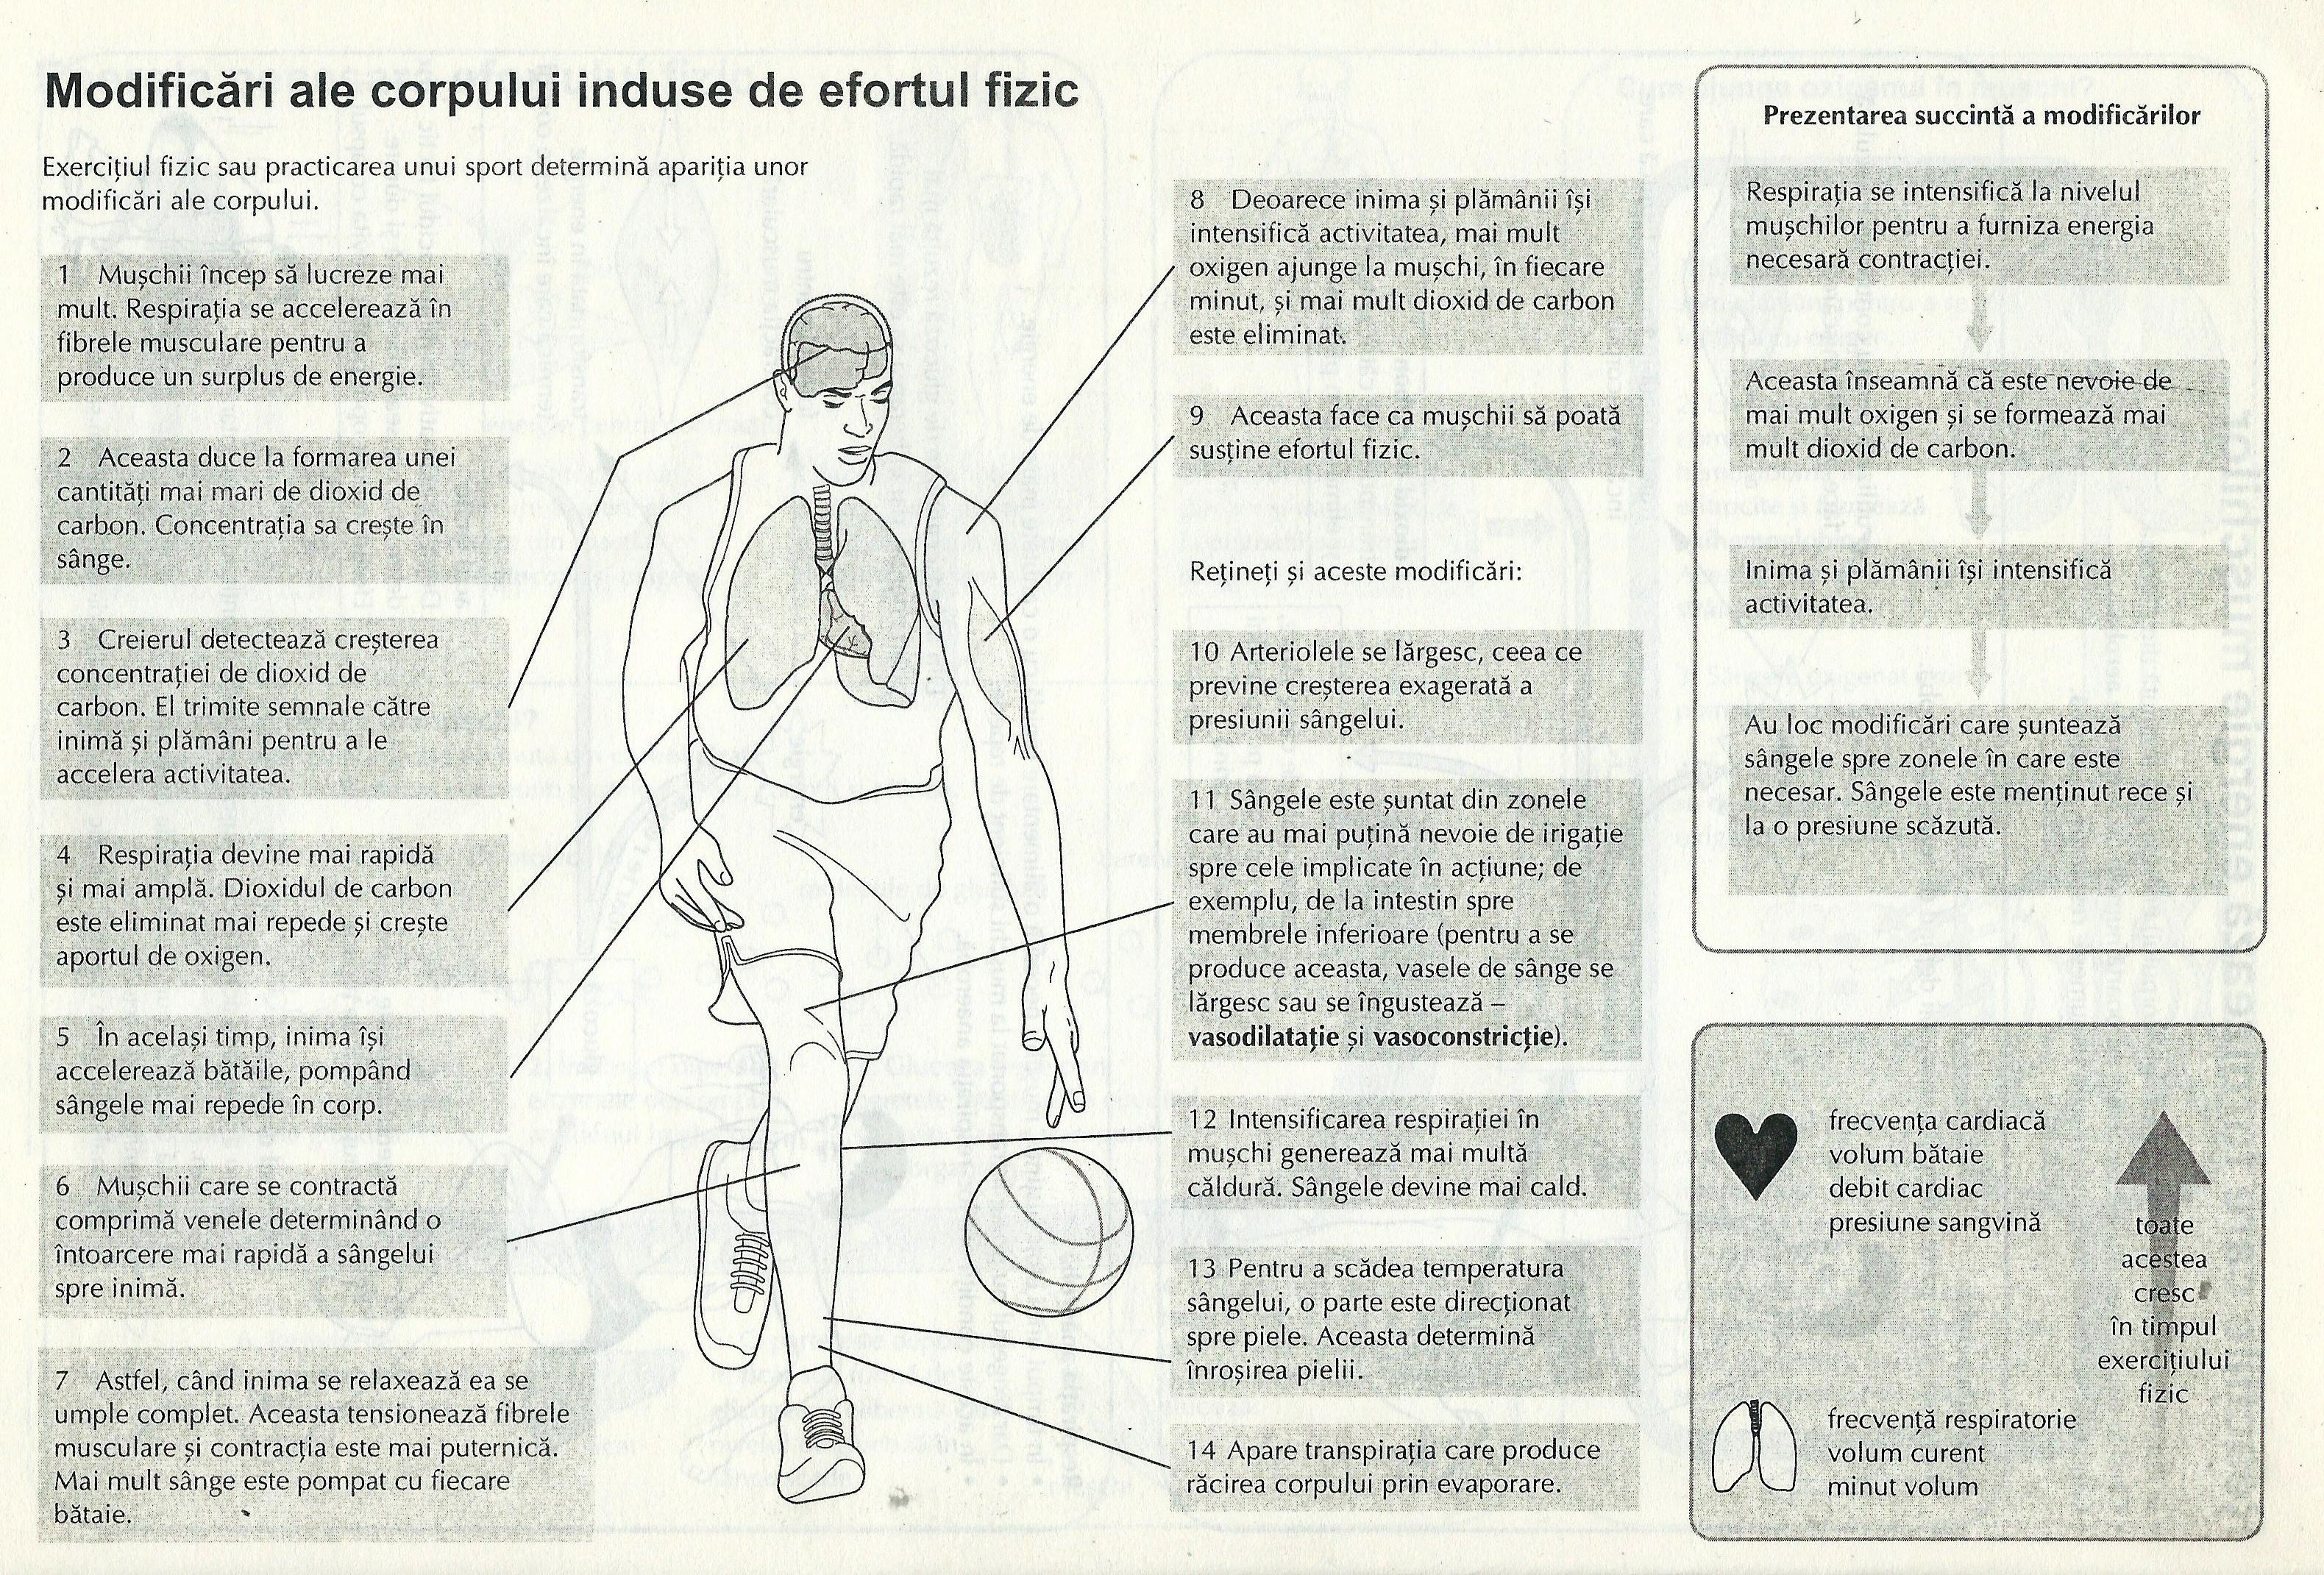 Modificări ale corpului induse de efortul fizic
Exercițiul fizic sau practicarea unui sport determină apariția unor
modificări ale corpului.
1 Mușchii încep să lucreze mai
mult. Respirația se accelerează în
fibrele musculare pentru a
produce un surplus de energie.
2 Aceasta duce la formarea unei
cantități mai mari de dioxid de
carbon. Concentrația sa crește în
sânge.
3 Creierul detectează creșterea
concentrației de dioxid de
carbon. El trimite semnale către
inimă și plămâni pentru a le
accelera activitatea.
4 Respirația devine mai rapidă
și mai amplă. Dioxidul de carbon
este eliminat mai repede și crește
aportul de oxigen.
5 În același timp, inima își
accelerează bătăile, pompând
sângele mai repede în corp.
6 Mușchii care se contractă
comprimă venele determinând o
întoarcere mai rapidă a sângelui
spre inimă.
7 Astfel, când inima se relaxează ea se
umple complet. Aceasta tensionează fibrele
musculare și contracția este mai puternică.
Mai mult sânge este pompat cu fiecare
bătaie.
8 Deoarece inima și plămânii își
intensifică activitatea, mai mult
oxigen ajunge la mușchi, în fiecare
minut, și mai mult dioxid de carbon
este eliminat.
9 Aceasta face ca mușchii să poată
susține efortul fizic.
Rețineți și aceste modificări:
10 Arteriolele se lărgesc, ceea ce
previne creșterea exagerată a
presiunii sângelui.
11 Sângele este șuntat din zonele
care au mai puțină nevoie de irigație
spre cele implicate în acțiune; de
exemplu, de la intestin spre
membrele inferioare (pentru a se
produce aceasta, vasele de sânge se
lărgesc sau se îngustează –
vasodilatație și vasoconstricție).
12 Intensificarea respirației în
mușchi generează mai multă
căldură. Sângele devine mai cald.
13 Pentru a scădea temperatura
sângelui, o parte este direcționat
spre piele. Aceasta determină
înroșirea pielii.
14 Apare transpirația care produce
răcirea corpului prin evaporare.
Prezentarea succintă a modificărilor
Respirația se intensifică la nivelul
mușchilor pentru a furniza energia
necesară contracției.
Aceasta înseamnă că este nevoie de
mai mult oxigen și se formează mai
mult dioxid de carbon.
Inima și plămânii își intensifică
activitatea.
Au loc modificări care șuntează
sângele spre zonele în care este
necesar. Sângele este menținut rece și
la o presiune scăzută.
frecvența cardiacă
volum bătaie
debit cardiac
presiune sangvină
toate
acestea
cresc
în timpul
exercițiului
fizic
frecvență respiratorie
volum curent
minut volum